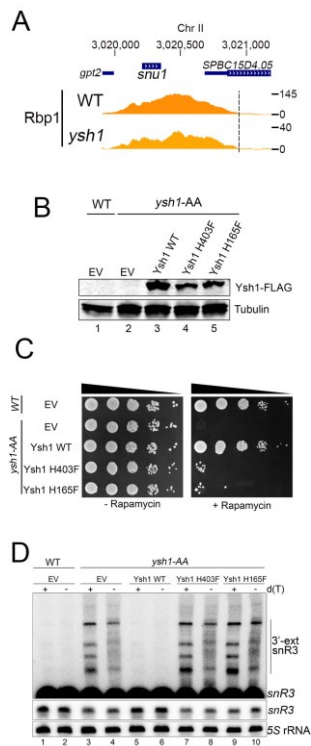 A
Chr II
3,020,000 3,020,500 3,021,000
gpt2 snu1 SPBC15D4.05
Rbp1
WT
145
0
ysh1
40
0
B
WT ysh1-AA
EV EV Ysh1 WT Ysh1 H403F Ysh1 H165F
Ysh1-FLAG
Tubulin
1 2 3 4 5
C
WT
EV
ysh1-AA
EV
Ysh1 WT
Ysh1 H403F
Ysh1 H165F
- Rapamycin + Rapamycin
D
WT ysh1-AA
EV EV Ysh1 WT Ysh1 H403F Ysh1 H165F
+ - + - + - + - + - d(T)
3'-ext
snR3
snR3
snR3
5S rRNA
1 2 3 4 5 6 7 8 9 10